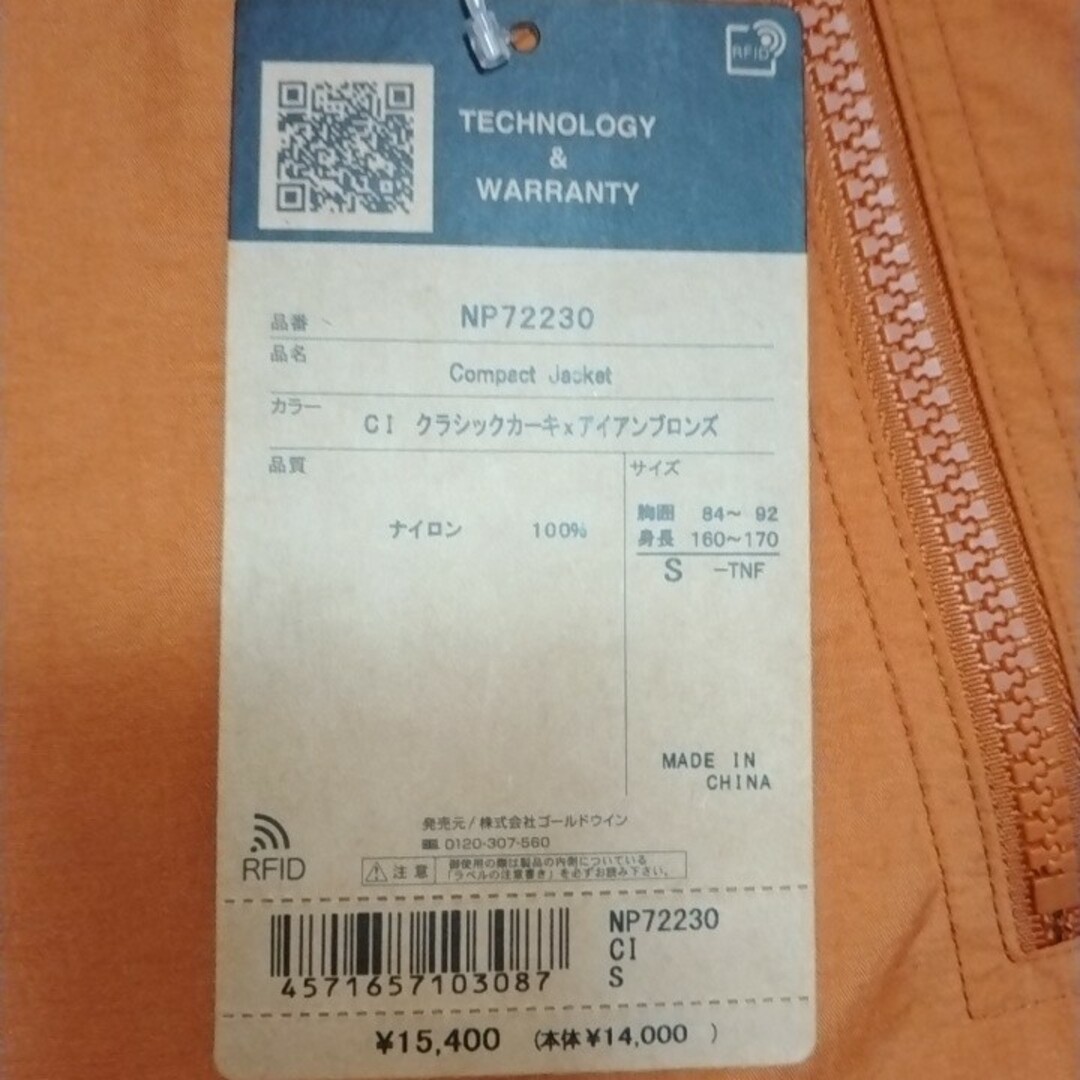 RFID
TECHNOLOGY
&
WARRANTY
品番 NP72230
品名
Compact Jacket
カラー
CI クラシックカーキxアイアンブロンズ
品質
ナイロン 100%
サイズ
胸囲 84～ 92
身長 160～170
S -TNF
MADE IN
CHINA
発売元/株式会社ゴールドウイン
0120-307-560
RFID
注意
御使用の際は製品の内側についている
「ラベルの注意書き」を必ずお読み下さい。
4571657103087
NP72230
CI
S
¥15,400 (本体¥14,000 )